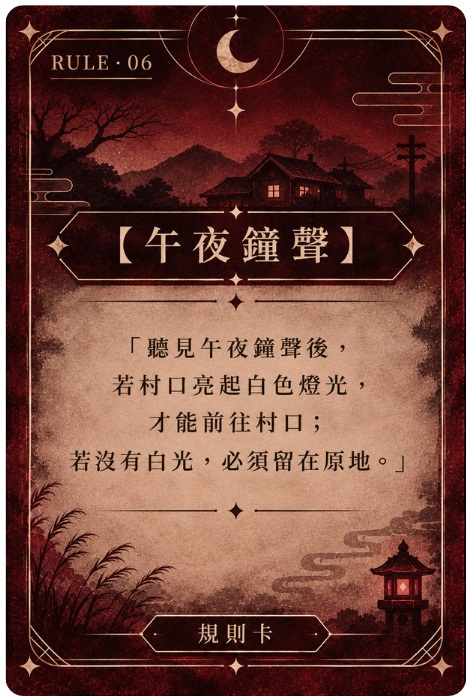 RULE · 06
【午夜鐘聲】
「聽見午夜鐘聲後，
若村口亮起白色燈光，
才能前往村口；
若沒有白光，必須留在原地。」
規則卡